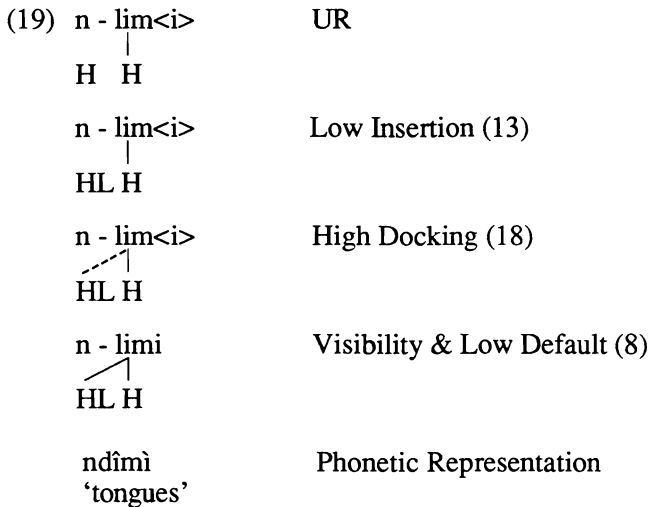 (19) n - lim<i> UR
H H
n - lim<i> Low Insertion (13)
HL H
n - lim<i> High Docking (18)
HL H
n - limi Visibility & Low Default (8)
HL H
ndîmì Phonetic Representation
‘tongues’